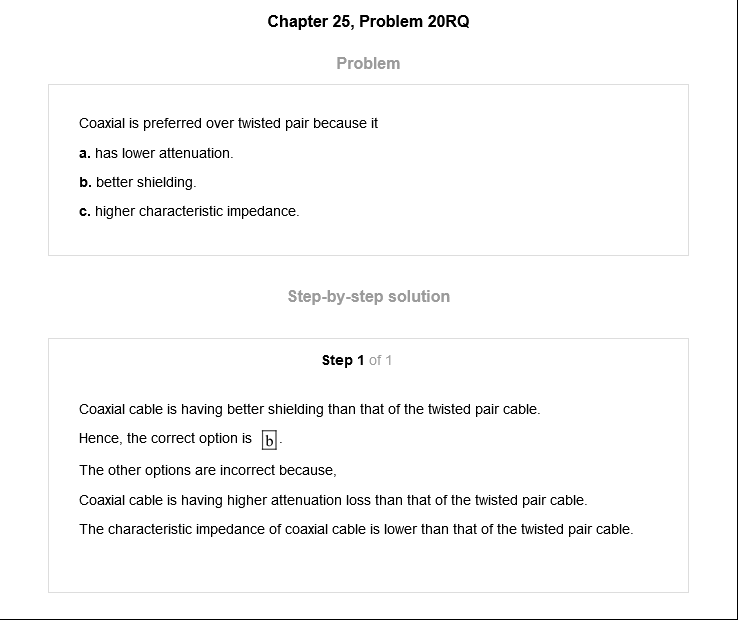 Chapter 25, Problem 20RQ
Problem
Coaxial is preferred over twisted pair because it
a. has lower attenuation.
b. better shielding.
c. higher characteristic impedance.
Step-by-step solution
Step 1 of 1
Coaxial cable is having better shielding than that of the twisted pair cable.
Hence, the correct option is b.
The other options are incorrect because,
Coaxial cable is having higher attenuation loss than that of the twisted pair cable.
The characteristic impedance of coaxial cable is lower than that of the twisted pair cable.